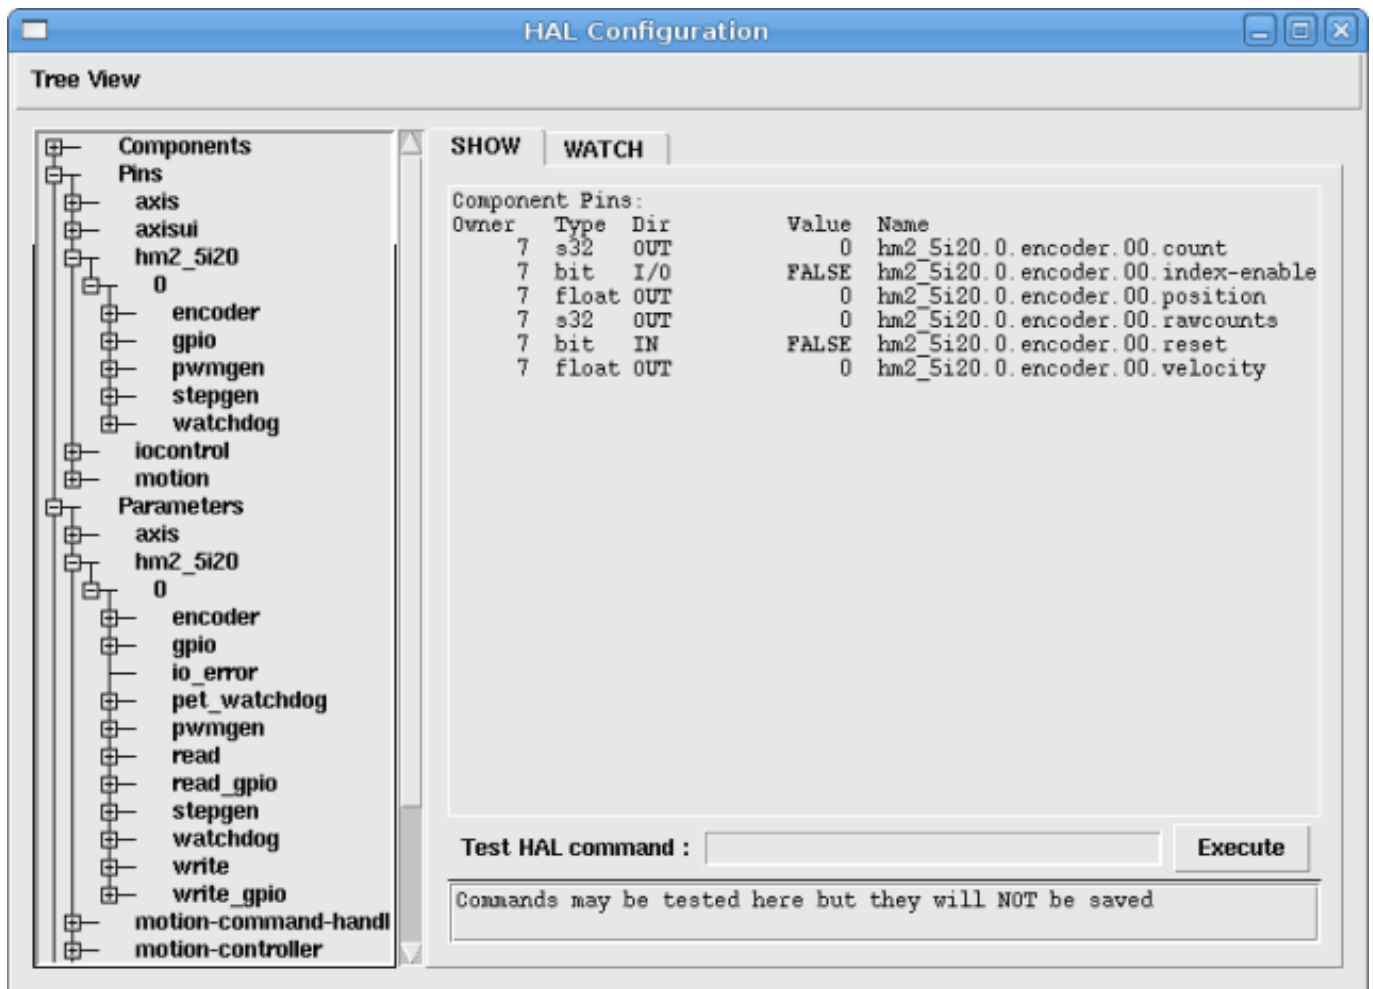 HAL Configuration
Tree View
Components
Pins
axis
axisui
hm2_5i20
0
encoder
gpio
pwmgen
stepgen
watchdog
iocontrol
motion
Parameters
axis
hm2_5i20
0
encoder
gpio
io_error
pet_watchdog
pwmgen
read
read_gpio
stepgen
watchdog
write
write_gpio
motion-command-handl
motion-controller
SHOW WATCH
Component Pins:
Owner Type Dir Value Name
7 s32 OUT 0 hm2_5i20.0.encoder.00.count
7 bit I/O FALSE hm2_5i20.0.encoder.00.index-enable
7 float OUT 0 hm2_5i20.0.encoder.00.position
7 s32 OUT 0 hm2_5i20.0.encoder.00.rawcounts
7 bit IN FALSE hm2_5i20.0.encoder.00.reset
7 float OUT 0 hm2_5i20.0.encoder.00.velocity
Test HAL command : Execute
Commands may be tested here but they will NOT be saved